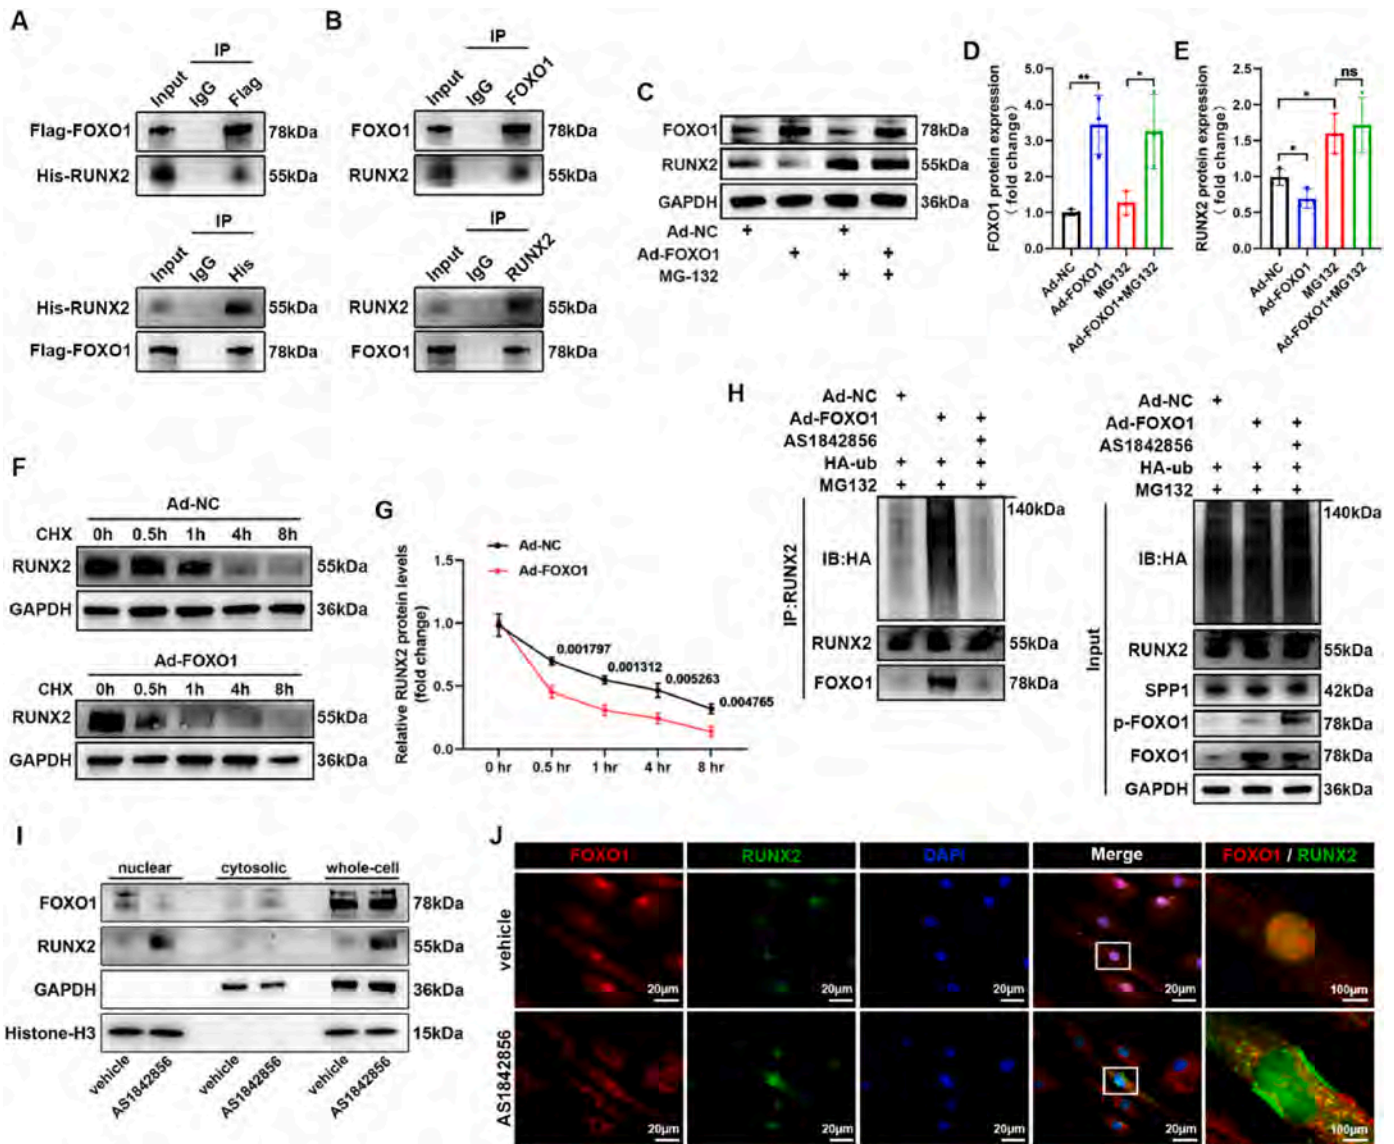 A
IP
Input IgG Flag
Flag-FOXO1 78kDa
His-RUNX2 55kDa
IP
Input IgG His
His-RUNX2 55kDa
Flag-FOXO1 78kDa
B
IP
Input IgG FOXO1
FOXO1 78kDa
RUNX2 55kDa
IP
Input IgG RUNX2
RUNX2 55kDa
FOXO1 78kDa
C
FOXO1 78kDa
RUNX2 55kDa
GAPDH 36kDa
Ad-NC + +
Ad-FOXO1 + +
MG-132 + +
D
FOXO1 protein expression
( fold change)
5.0
4.0
3.0
2.0
1.0
0.0
** *
Ad-NC
Ad-FOXO1
MG132
Ad-FOXO1+MG132
E
RUNX2 protein expression
( fold change)
2.5
2.0
1.5
1.0
0.5
0.0
ns
*
*
Ad-NC
Ad-FOXO1
MG132
Ad-FOXO1+MG132
F
Ad-NC
CHX 0h 0.5h 1h 4h 8h
RUNX2 55kDa
GAPDH 36kDa
Ad-FOXO1
CHX 0h 0.5h 1h 4h 8h
RUNX2 55kDa
GAPDH 36kDa
G
Relative RUNX2 protein levels
(fold change)
1.5
1.0
0.5
0.0
Ad-NC
Ad-FOXO1
0.001797
0.001312
0.005263
0.004765
0 hr 0.5 hr 1 hr 4 hr 8 hr
H
Ad-NC +
Ad-FOXO1 + +
AS1842856 +
HA-ub + + +
MG132 + + +
IP:RUNX2
140kDa
IB:HA
RUNX2 55kDa
FOXO1 78kDa
Ad-NC +
Ad-FOXO1 + +
AS1842856 +
HA-ub + + +
MG132 + + +
Input
140kDa
IB:HA
RUNX2 55kDa
SPP1 42kDa
p-FOXO1 78kDa
FOXO1 78kDa
GAPDH 36kDa
I
nuclear cytosolic whole-cell
FOXO1 78kDa
RUNX2 55kDa
GAPDH 36kDa
Histone-H3 15kDa
vehicle AS1842856 vehicle AS1842856 vehicle AS1842856
J
FOXO1 RUNX2 DAPI Merge FOXO1 / RUNX2
vehicle
20μm 20μm 20μm 20μm 100μm
AS1842856
20μm 20μm 20μm 20μm 100μm